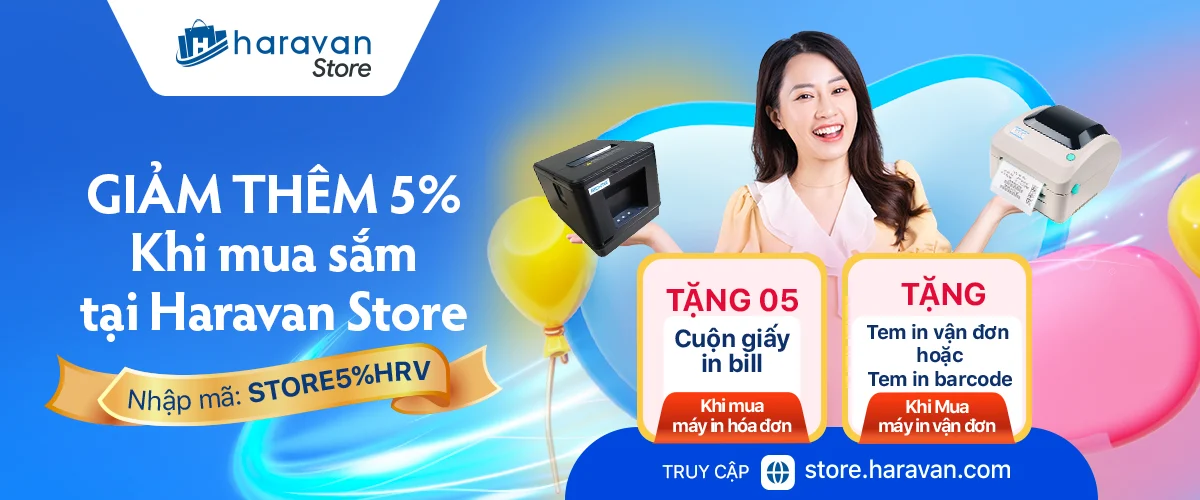 haravan
Store
GIẢM THÊM 5%
Khi mua sắm
tại Haravan Store
Nhập mã: STORE5%HRV
TẶNG 05
Cuộn giấy
in bill
Khi mua
máy in hóa đơn
TẶNG
Tem in vận đơn
hoặc
Tem in barcode
Khi Mua
máy in vận đơn
TRUY CẬP store.haravan.com